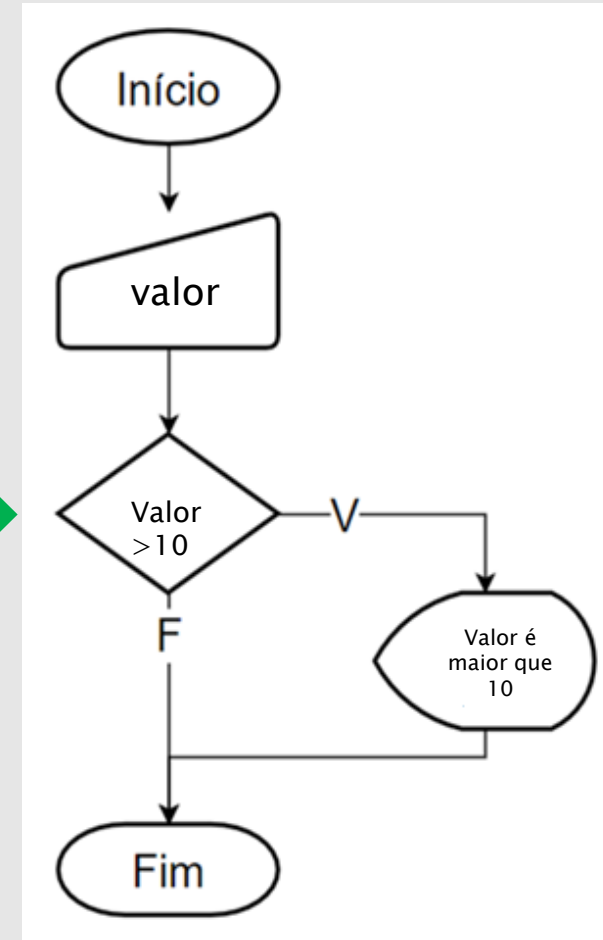 Início
valor
Valor
>10
V
F
Valor é
maior que
10
Fim